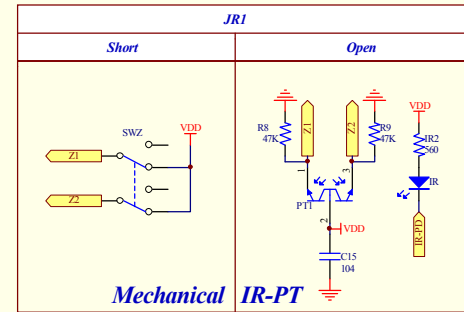 JR1
Short
Open
SWZ
VDD
Z1
Z2
R8
47K
Z1
Z2
R9
47K
VDD
IR2
560
1
3
IR
PT1
2
VDD
IR-PD
C15
104
Mechanical
IR-PT